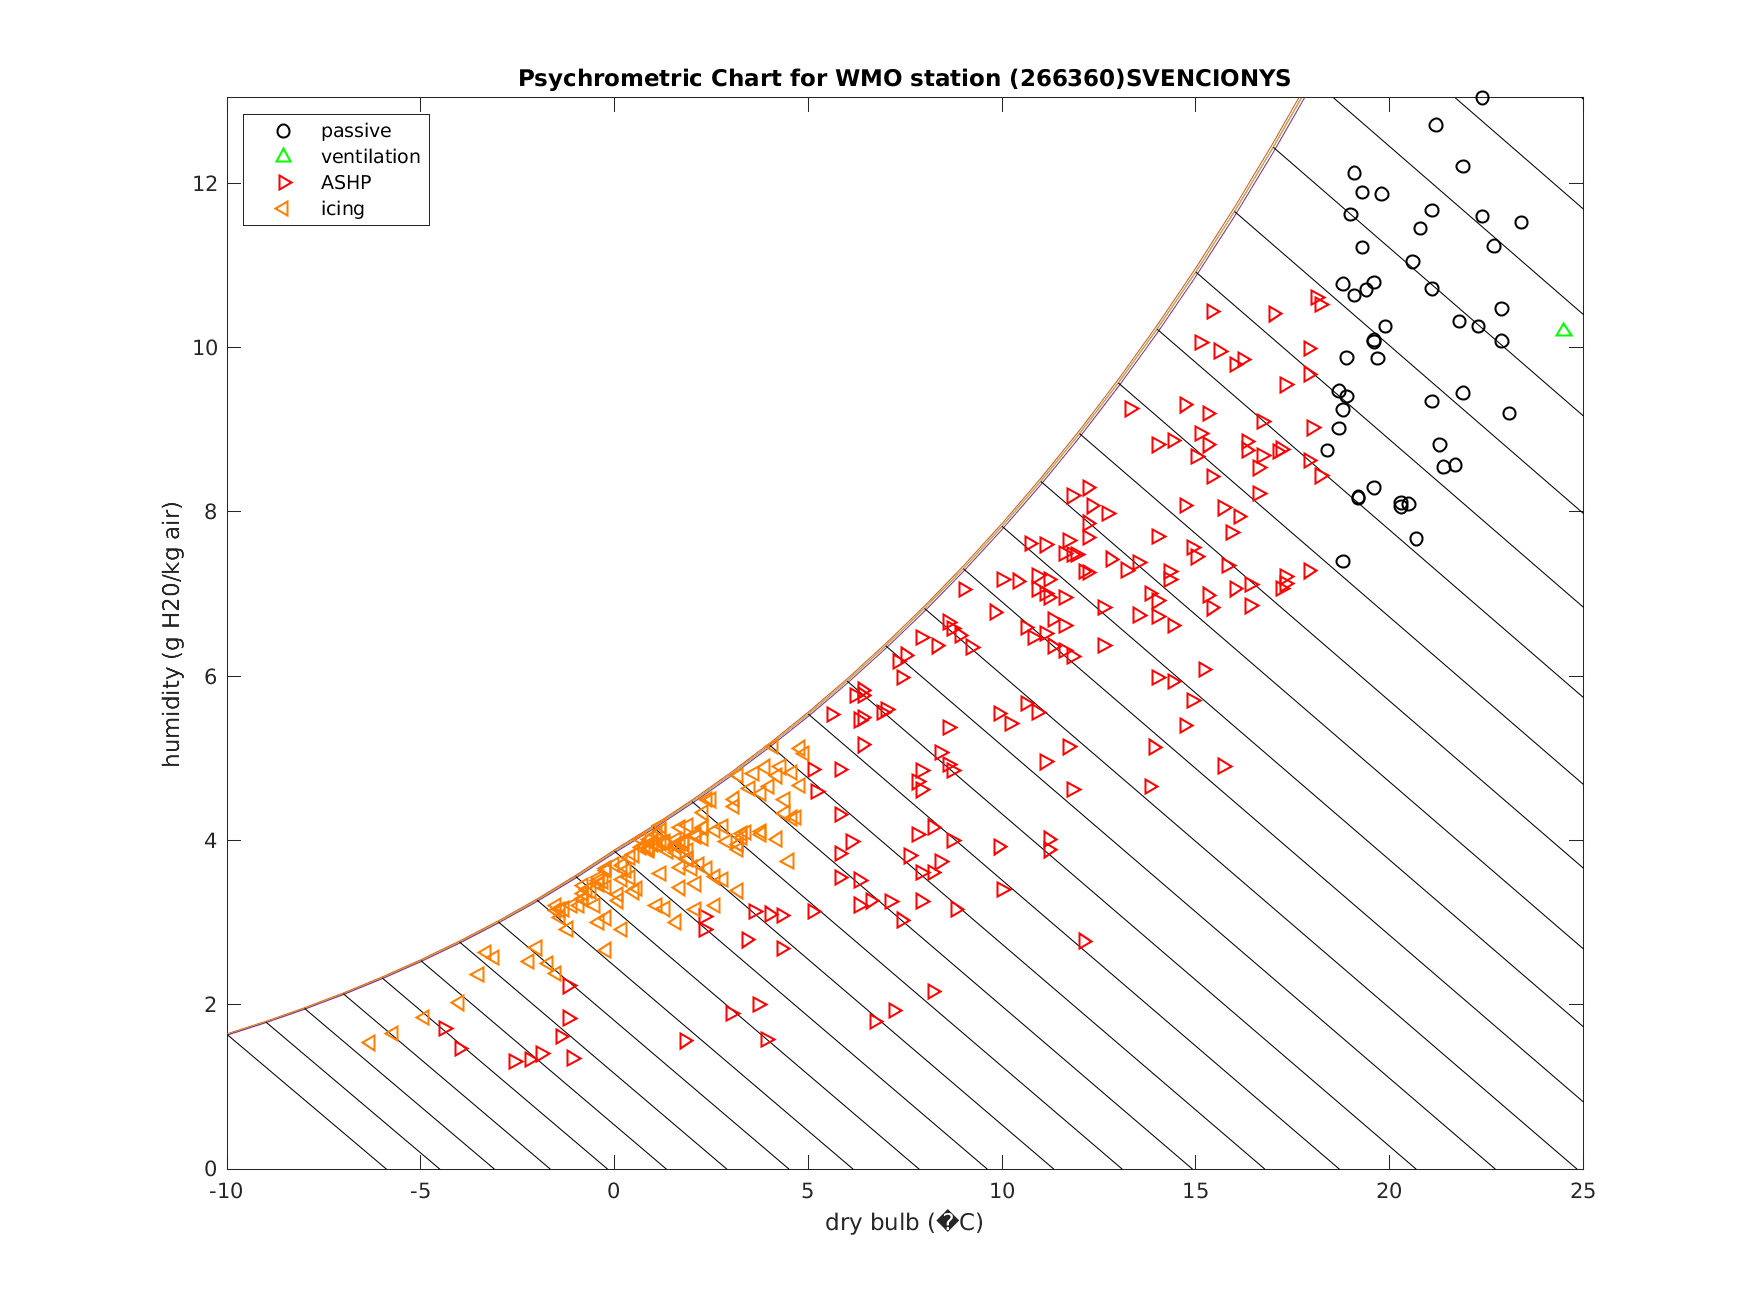 Psychrometric Chart for WMO station (266360)SVENCIONYS
passive
ventilation
ASHP
icing
humidity (g H20/kg air)
12
10
8
6
4
2
0
-10 -5 0 5 10 15 20 25
dry bulb (�C)